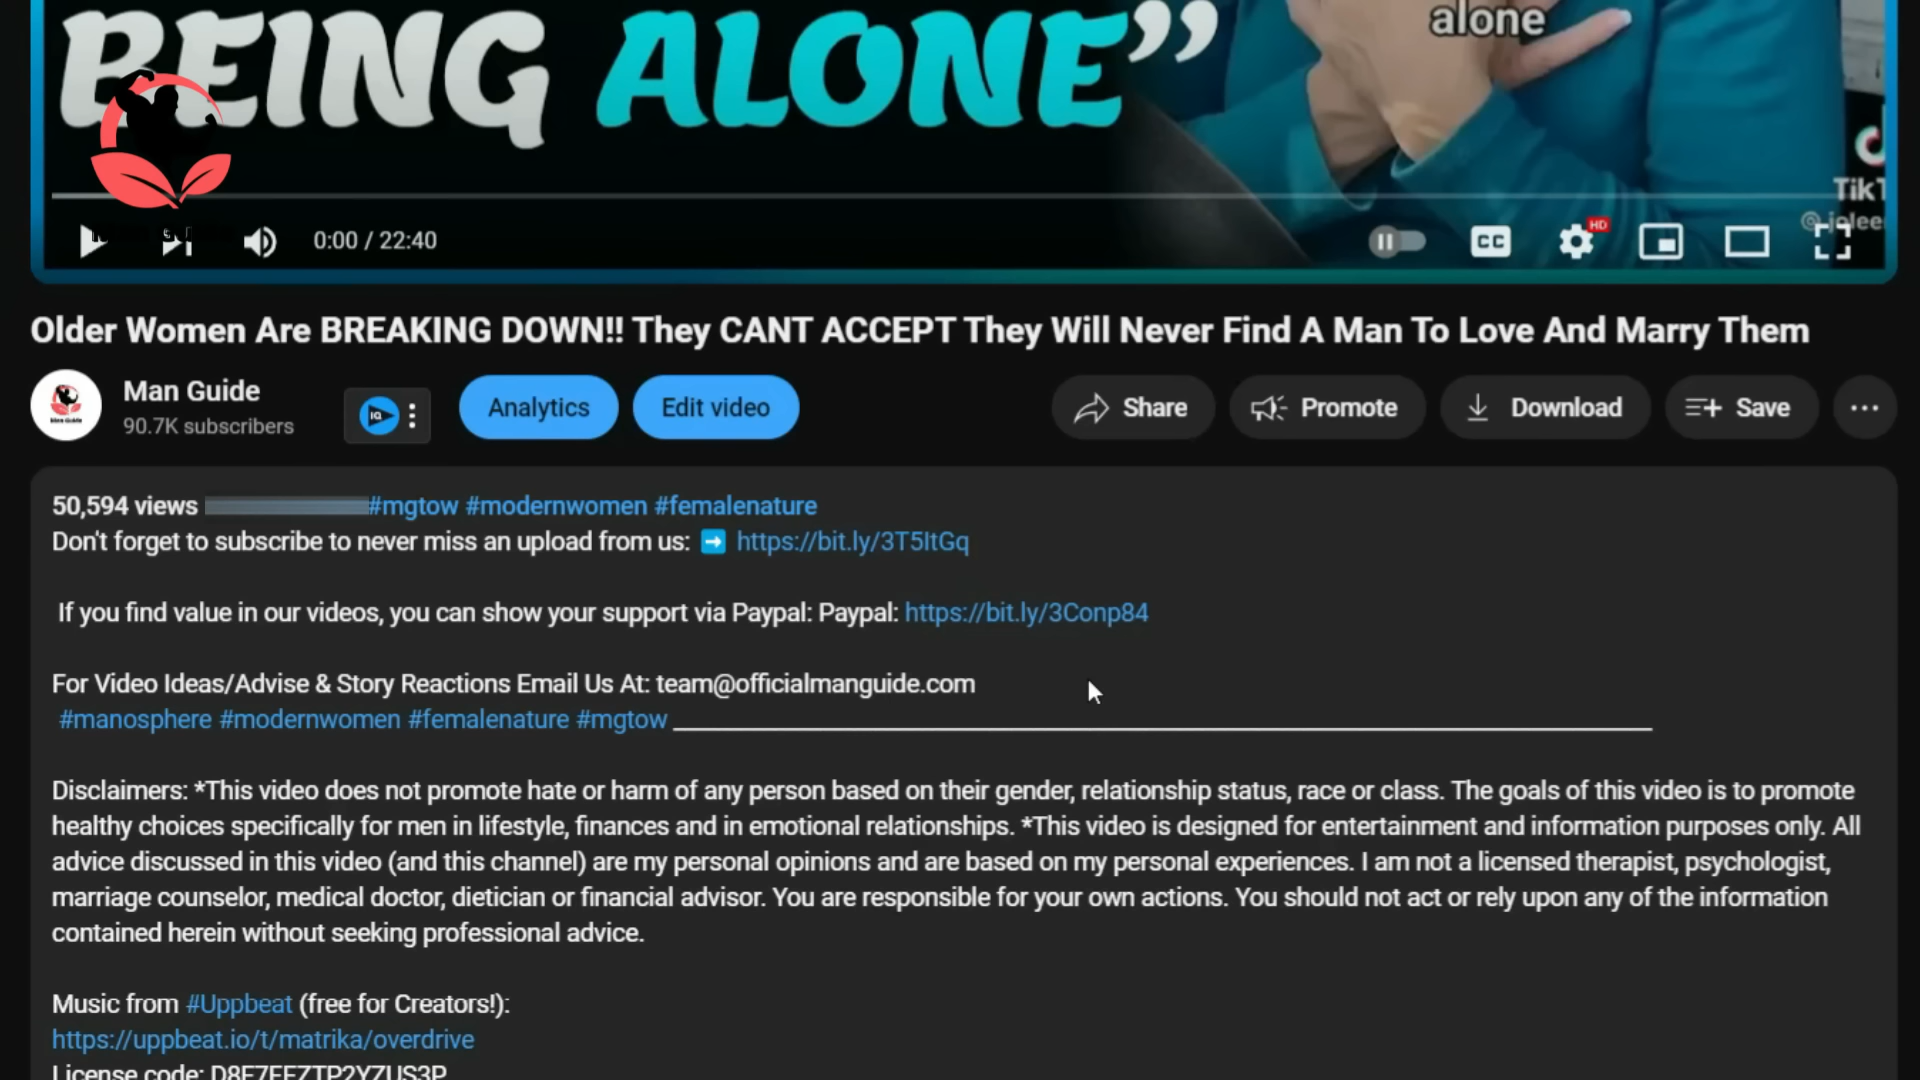 BEING ALONE”
alone
TikT
0:00 / 22:40
CC
HD
Older Women Are BREAKING DOWN!! They CANT ACCEPT They Will Never Find A Man To Love And Marry Them
Man Guide
90.7K subscribers
IQ
Analytics
Edit video
Share
Promote
Download
Save
50,594 views #mgtow #modernwomen #femalenature
Don't forget to subscribe to never miss an upload from us: ➡ https://bit.ly/3T5ItGq
If you find value in our videos, you can show your support via Paypal: Paypal: https://bit.ly/3Conp84
For Video Ideas/Advise & Story Reactions Email Us At: team@officialmanguide.com
#manosphere #modernwomen #femalenature #mgtow
Disclaimers: *This video does not promote hate or harm of any person based on their gender, relationship status, race or class. The goals of this video is to promote
healthy choices specifically for men in lifestyle, finances and in emotional relationships. *This video is designed for entertainment and information purposes only. All
advice discussed in this video (and this channel) are my personal opinions and are based on my personal experiences. I am not a licensed therapist, psychologist,
marriage counselor, medical doctor, dietician or financial advisor. You are responsible for your own actions. You should not act or rely upon any of the information
contained herein without seeking professional advice.
Music from #Uppbeat (free for Creators!):
https://uppbeat.io/t/matrika/overdrive
License code: